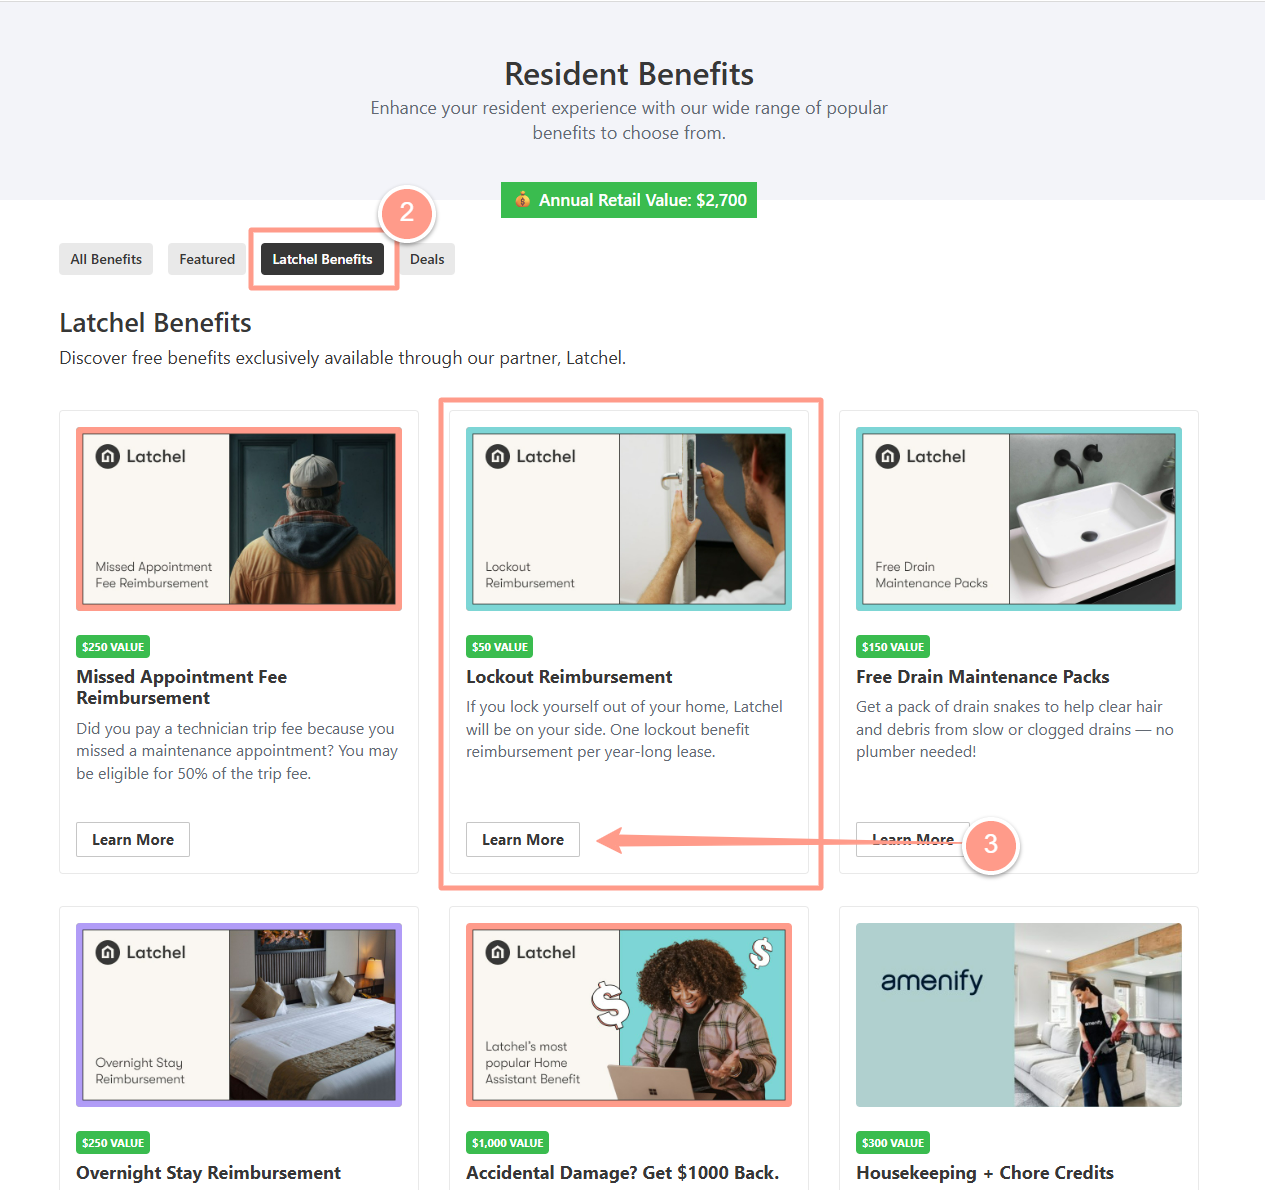 Resident Benefits
Enhance your resident experience with our wide range of popular
benefits to choose from.
Annual Retail Value: $2,700
2
All Benefits
Featured
Latchel Benefits
Deals
Latchel Benefits
Discover free benefits exclusively available through our partner, Latchel.
Latchel
Missed Appointment
Fee Reimbursement
$250 VALUE
Missed Appointment Fee
Reimbursement
Did you pay a technician trip fee because you
missed a maintenance appointment? You may
be eligible for 50% of the trip fee.
Learn More
Latchel
Lockout
Reimbursement
$50 VALUE
Lockout Reimbursement
If you lock yourself out of your home, Latchel
will be on your side. One lockout benefit
reimbursement per year-long lease.
Learn More
Latchel
Free Drain
Maintenance Packs
$150 VALUE
Free Drain Maintenance Packs
Get a pack of drain snakes to help clear hair
and debris from slow or clogged drains — no
plumber needed!
Learn More
3
Latchel
Overnight Stay
Reimbursement
$250 VALUE
Overnight Stay Reimbursement
Latchel
Latchel's most
popular Home
Assistant Benefit
$
$
$1,000 VALUE
Accidental Damage? Get $1000 Back.
amenify
amenify
$300 VALUE
Housekeeping + Chore Credits